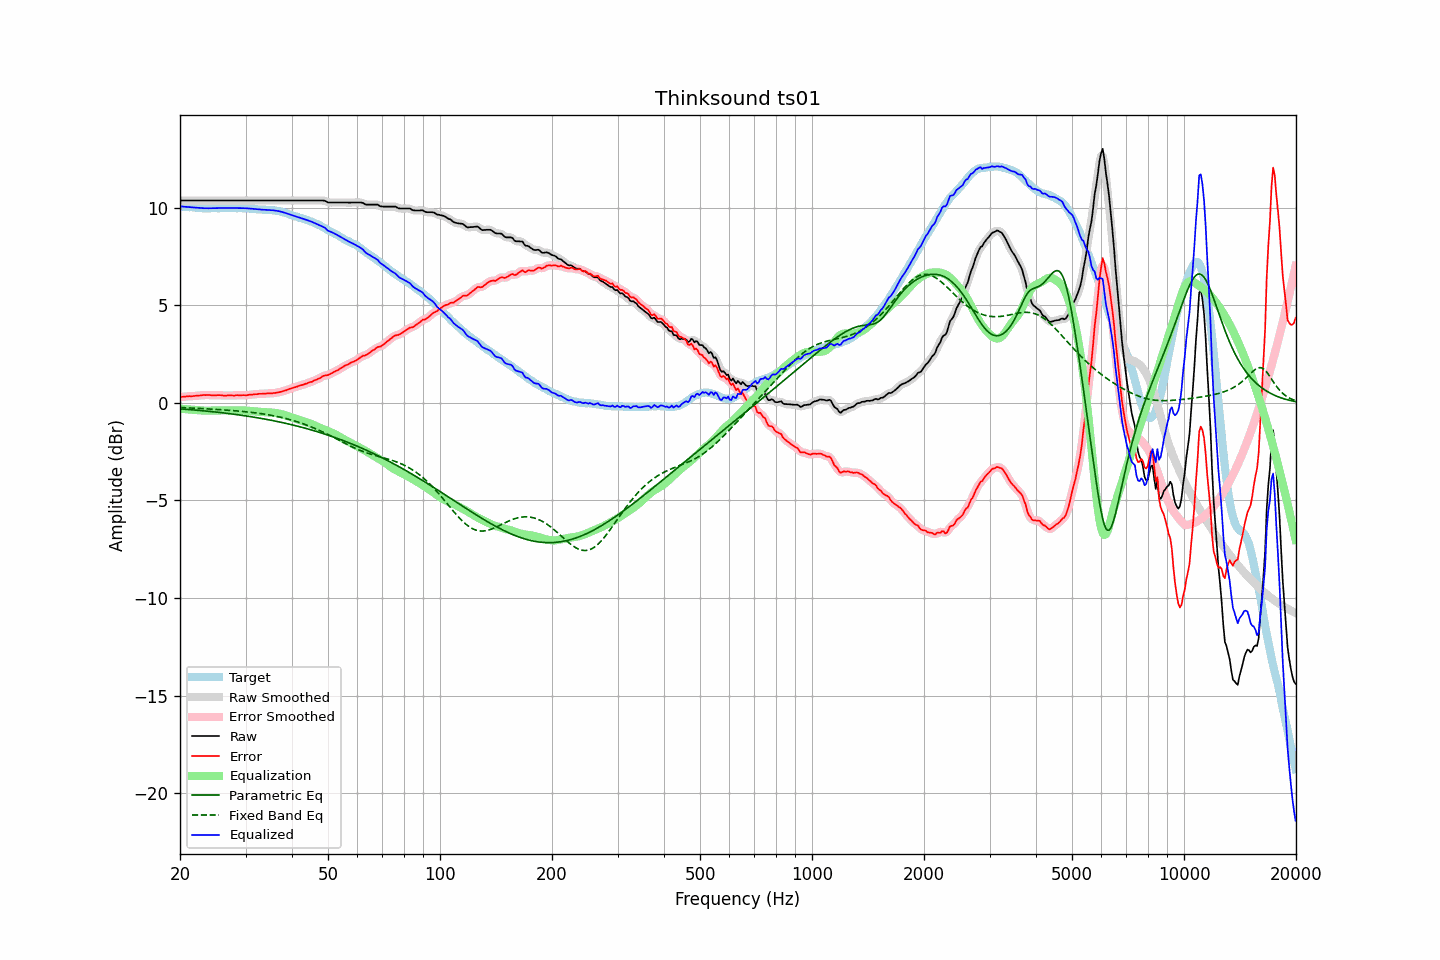 Thinksound ts01
10
5
0
−5
−10
−15
−20
Amplitude (dBr)
Target
Raw Smoothed
Error Smoothed
Raw
Error
Equalization
Parametric Eq
Fixed Band Eq
Equalized
20 50 100 200 500 1000 2000 5000 10000 20000
Frequency (Hz)